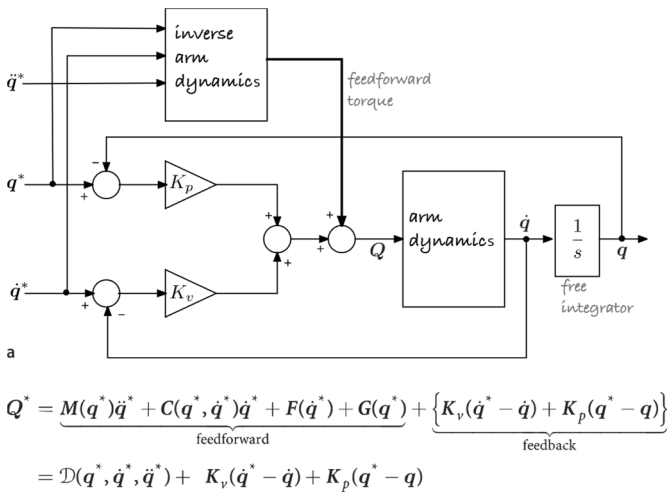 inverse
arm
dynamics
q̈*
feedforward
torque
−
q*
+
K_p
+
+
+
+
+
Q
arm
dynamics
q̇
1/s
q
free
integrator
q̇*
+
−
K_v
a
Q* = M(q*)q̈* + C(q*, q̇*)q̇* + F(q̇*) + G(q*) + {K_v(q̇* − q̇) + K_p(q* − q)}
feedforward
feedback
= 𝒟(q*, q̇*, q̈*) + K_v(q̇* − q̇) + K_p(q* − q)